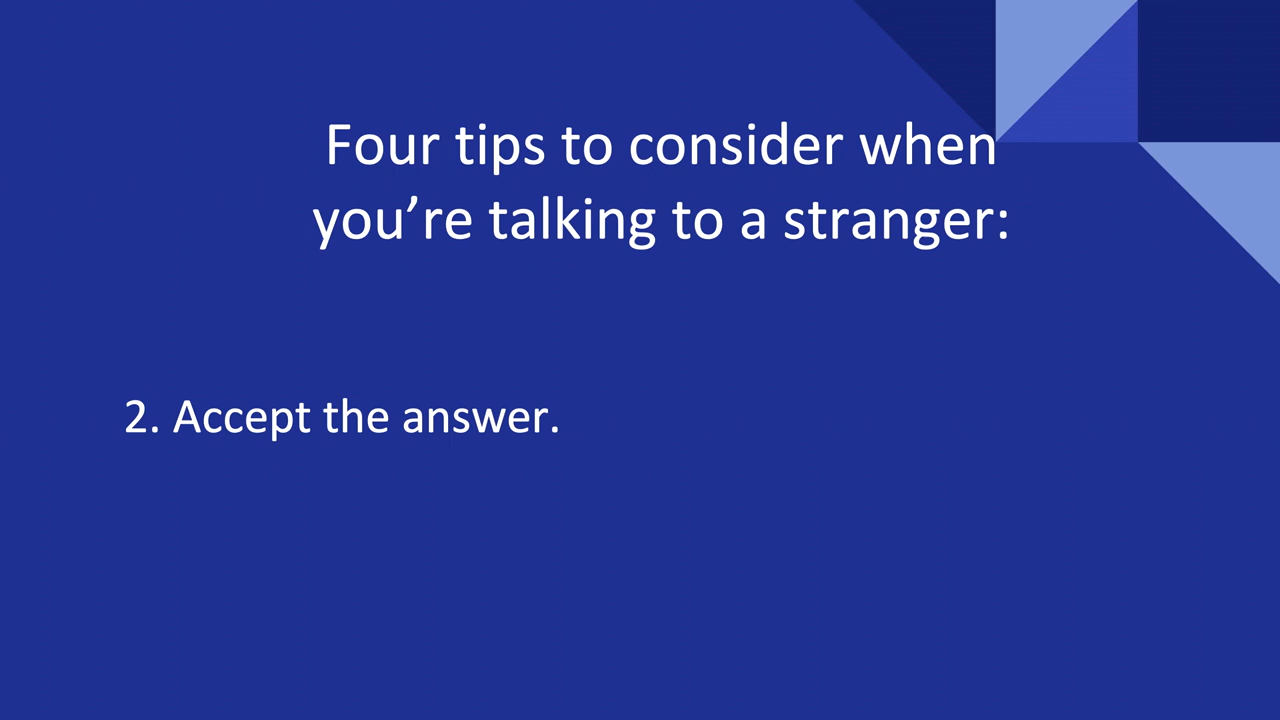 Four tips to consider when
you’re talking to a stranger:
2. Accept the answer.